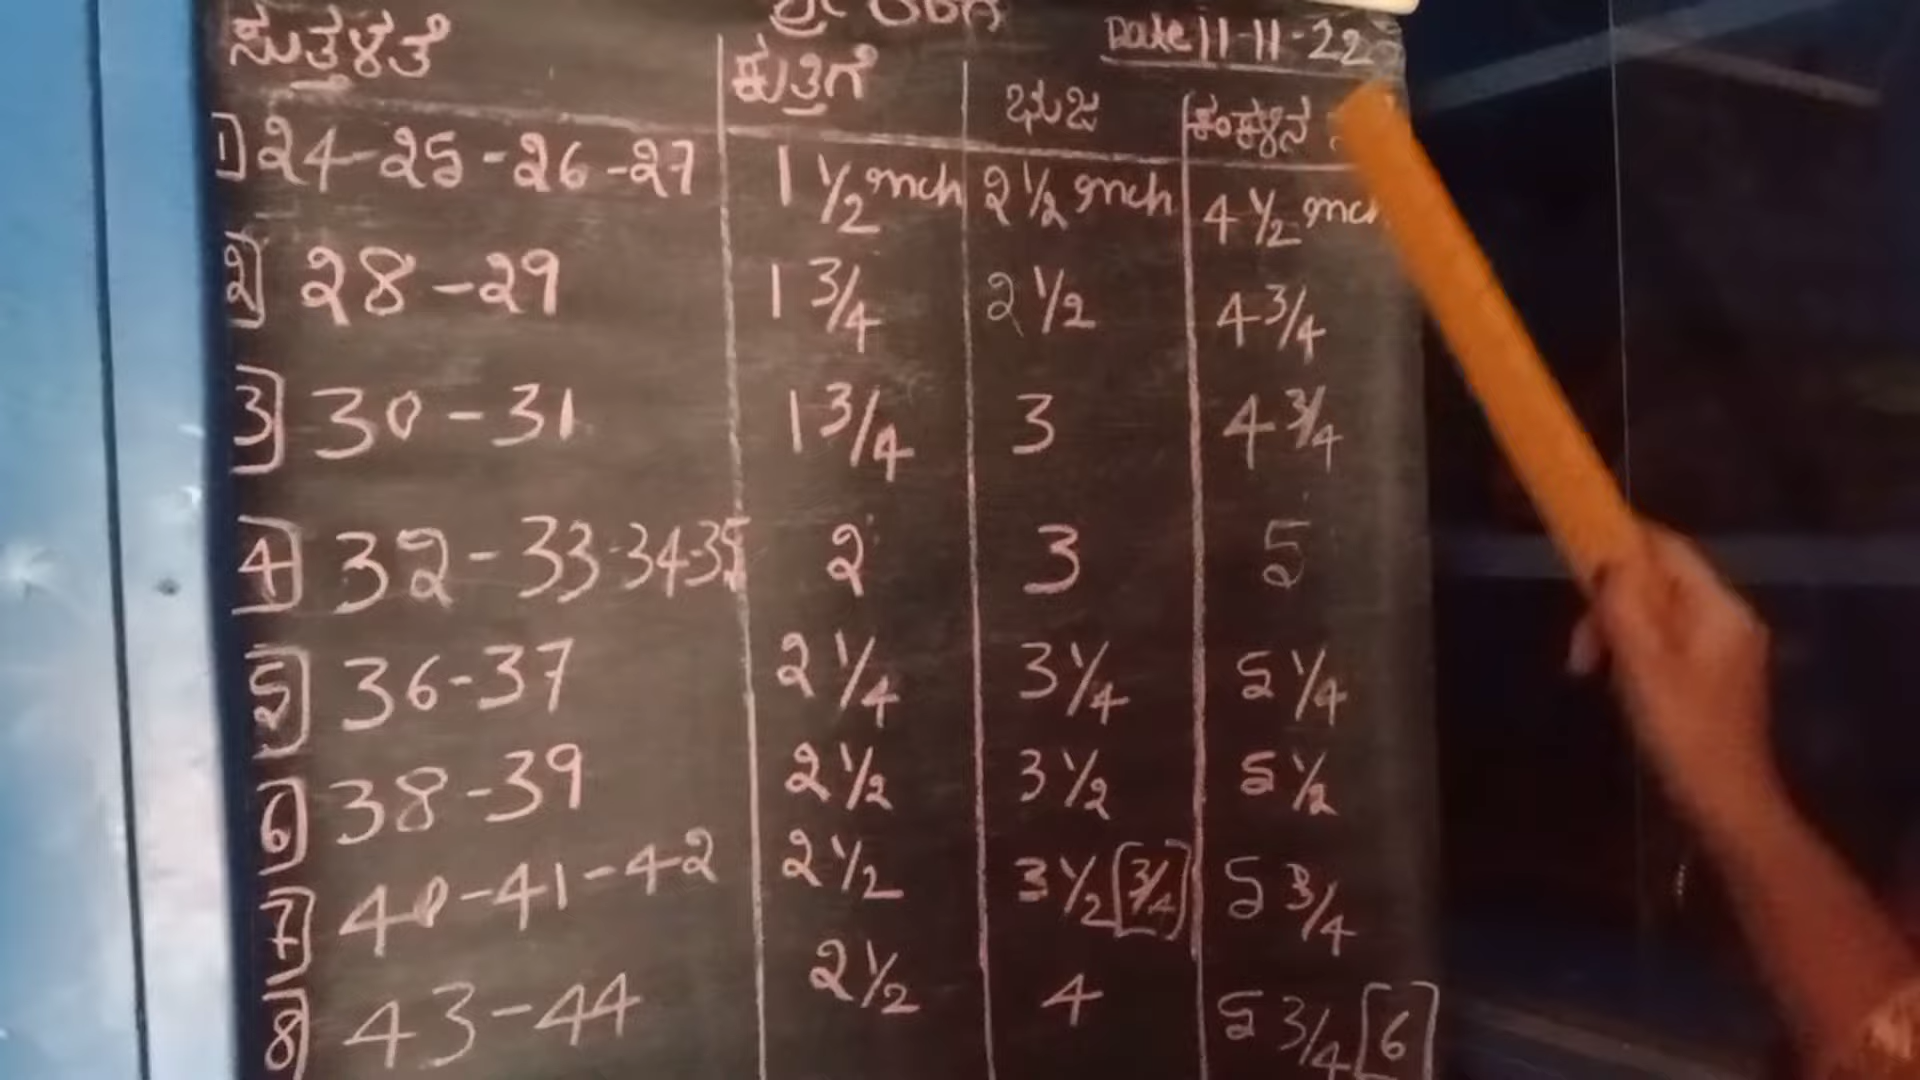 Date 11-11-22
ಸುತ್ತಳತೆ ಕುತ್ತಿಗೆ ಭುಜ ಕಂಕಳಿನ
1] 24-25-26-27 1 1/2 Inch 2 1/2 Inch 4 1/2 Inch
2] 28-29 1 3/4 2 1/2 4 3/4
3] 30-31 1 3/4 3 4 3/4
4] 32-33-34-35 2 3 5
5] 36-37 2 1/4 3 1/4 5 1/4
6] 38-39 2 1/2 3 1/2 5 1/2
7] 40-41-42 2 1/2 3 1/2 [3/4] 5 3/4
8] 43-44 2 1/2 4 5 3/4 [6]